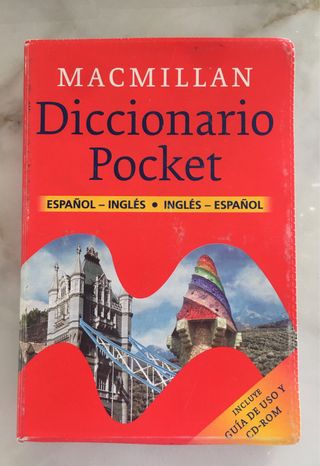 MACMILLAN
Diccionario
Pocket
ESPAÑOL – INGLÉS • INGLÉS – ESPAÑOL
INCLUYE
GUÍA DE USO Y
CD-ROM